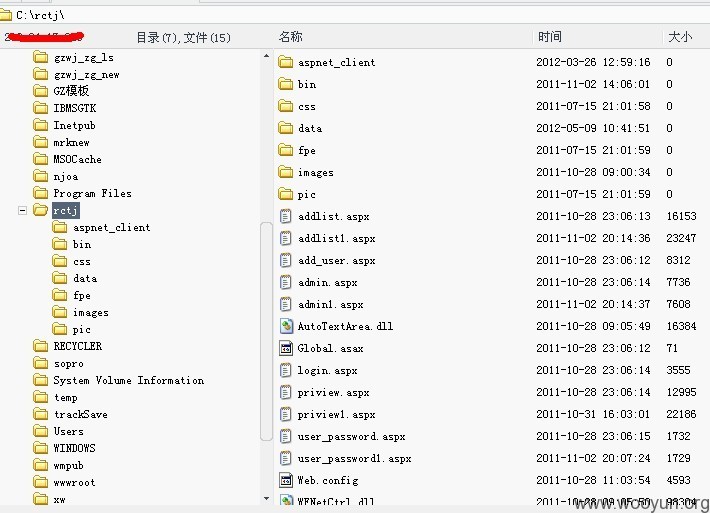 C:\rctj\
目录(7),文件(15)
名称 时间 大小
gzwj_zg_ls
gzwj_zg_new
GZ模板
IBMSGTK
Inetpub
mrknew
MSOCache
njoa
Program Files
rctj
aspnet_client
bin
css
data
fpe
images
pic
RECYCLER
sopro
System Volume Information
temp
trackSave
Users
WINDOWS
wmpub
wwwroot
xw
aspnet_client 2012-03-26 12:59:16 0
bin 2011-11-02 14:06:01 0
css 2011-07-15 21:01:58 0
data 2012-05-09 10:41:51 0
fpe 2011-07-15 21:01:59 0
images 2011-10-28 09:00:34 0
pic 2011-07-15 21:01:59 0
addlist.aspx 2011-10-28 23:06:13 16153
addlist1.aspx 2011-11-02 20:14:36 23247
add_user.aspx 2011-10-28 23:06:12 8312
admin.aspx 2011-10-28 23:06:14 7736
admin1.aspx 2011-11-02 20:14:37 7608
AutoTextArea.dll 2011-10-28 09:05:49 16384
Global.asax 2011-10-28 23:06:12 71
login.aspx 2011-10-28 23:06:14 3555
priview.aspx 2011-10-28 23:06:14 12995
priview1.aspx 2011-10-31 16:03:01 22186
user_password.aspx 2011-10-28 23:06:15 1732
user_password1.aspx 2011-11-02 20:07:24 1729
Web.config 2011-10-28 11:03:54 4593
WFNetCtrl.dll 2011-10-28 09:05:50 98304
www.wooyun.org